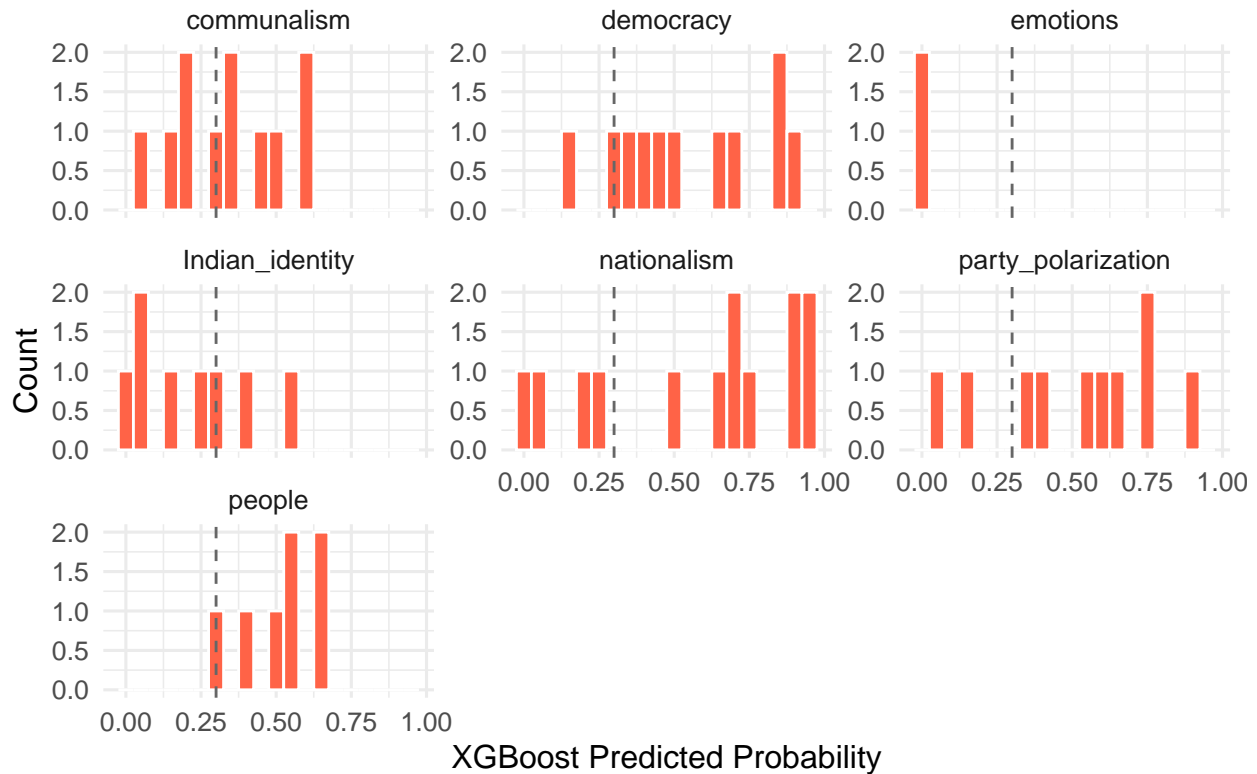 communalism democracy emotions
2.0 2.0 2.0
1.5 1.5 1.5
1.0 1.0 1.0
0.5 0.5 0.5
0.0 0.0 0.0
Indian_identity nationalism party_polarization
2.0 2.0 2.0
1.5 1.5 1.5
1.0 1.0 1.0
0.5 0.5 0.5
0.0 0.0 0.0
Count
0.00 0.25 0.50 0.75 1.00 0.00 0.25 0.50 0.75 1.00
people
2.0
1.5
1.0
0.5
0.0
0.00 0.25 0.50 0.75 1.00
XGBoost Predicted Probability